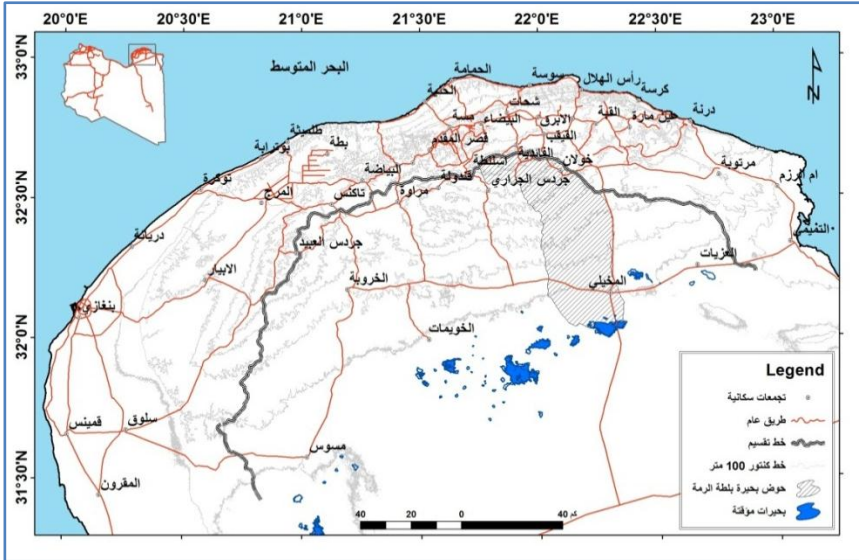 20°0'E 20°30'E 21°0'E 21°30'E 22°0'E 22°30'E 23°0'E
33°0'N
32°30'N
32°0'N
31°30'N
البحر المتوسط
الحمامة
سوسة
رأس الهلال
كرسة
درنة
الحنية
شحات
مسة
البيضاء
الابرق
القبة
عين مارة
طلميثة
بوترابة
بطة
قصر المقدم
القيقب
توكرة
البياضة
اسلنطة
القائدية
خولان
مرتوبة
ام الرزم
المرج
تاكنس
مراوة
قندولة
جردس الجراري
التميمي
دريانة
جردس العبيد
الابيار
العزيات
الخروبة
المخيلي
بنغازي
الخويمات
قمينس
سلوق
مسوس
المقرون
Legend
تجمعات سكانية
طريق عام
خط تقسيم
خط كنتور 100 متر
حوض بحيرة بلطة الرمة
بحيرات مؤقتة
40 20 0 40 كم